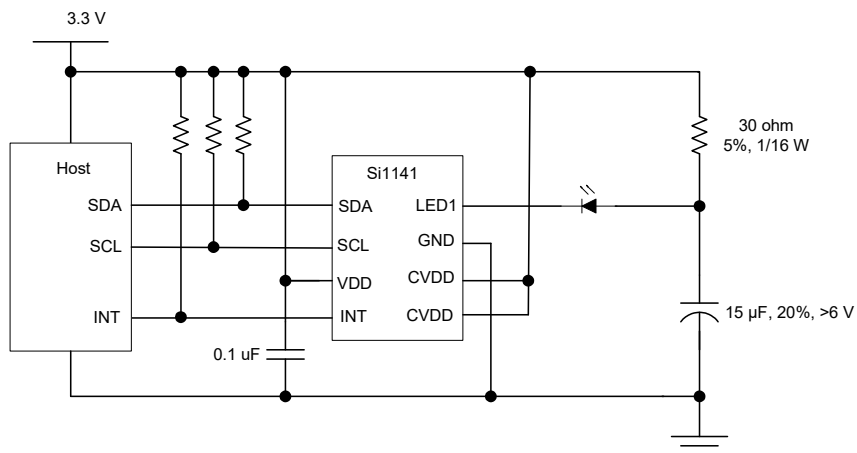 3.3 V
Host
SDA
SCL
INT
0.1 uF
Si1141
SDA
SCL
VDD
INT
LED1
GND
CVDD
CVDD
30 ohm
5%, 1/16 W
15 µF, 20%, >6 V